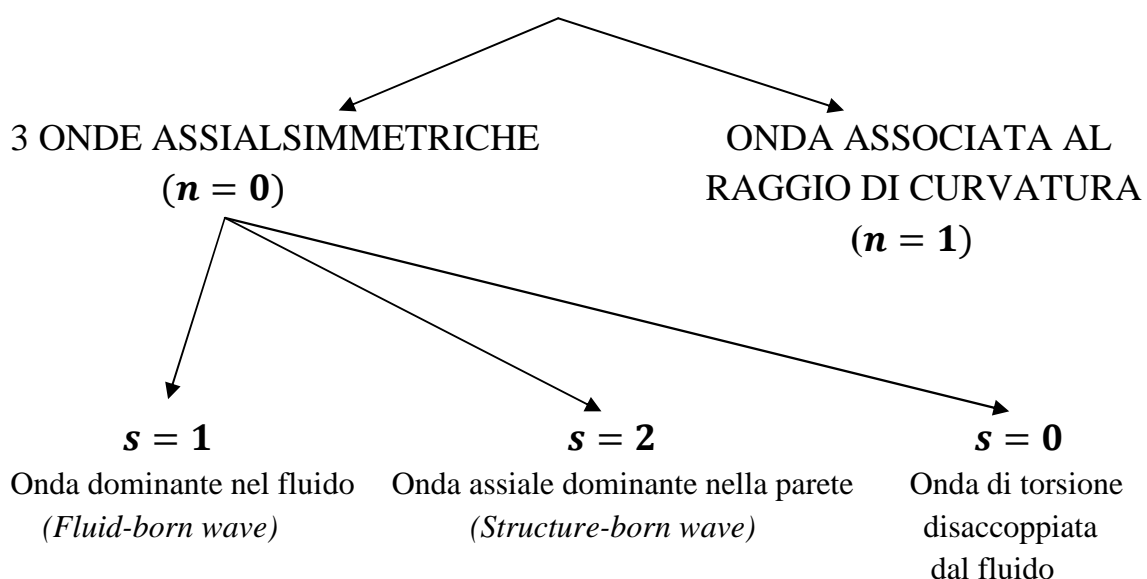 3 ONDE ASSIALSIMMETRICHE
(n = 0)
ONDA ASSOCIATA AL
RAGGIO DI CURVATURA
(n = 1)
s = 1
Onda dominante nel fluido
(Fluid-born wave)
s = 2
Onda assiale dominante nella parete
(Structure-born wave)
s = 0
Onda di torsione
disaccoppiata
dal fluido